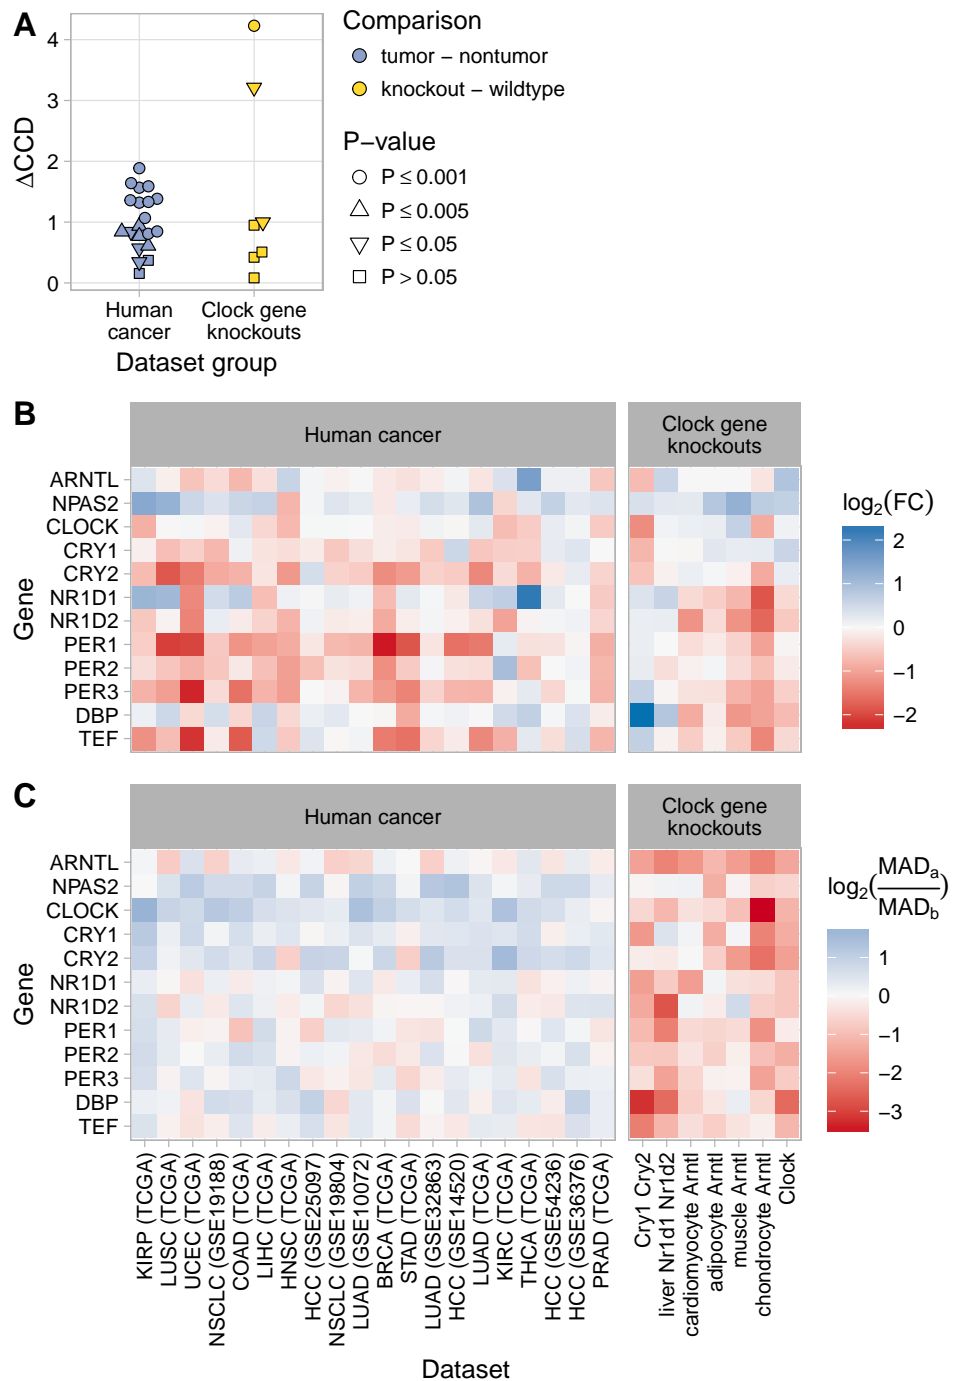 A
ΔCCD
4
3
2
1
0
Human
cancer
Clock gene
knockouts
Dataset group
Comparison
tumor − nontumor
knockout − wildtype
P−value
P ≤ 0.001
P ≤ 0.005
P ≤ 0.05
P > 0.05
B
Human cancer
Clock gene
knockouts
Gene
ARNTL
NPAS2
CLOCK
CRY1
CRY2
NR1D1
NR1D2
PER1
PER2
PER3
DBP
TEF
log2(FC)
2
1
0
−1
−2
C
Human cancer
Clock gene
knockouts
Gene
ARNTL
NPAS2
CLOCK
CRY1
CRY2
NR1D1
NR1D2
PER1
PER2
PER3
DBP
TEF
log2(MADa/MADb)
1
0
−1
−2
−3
KIRP (TCGA)
LUSC (TCGA)
UCEC (TCGA)
NSCLC (GSE19188)
COAD (TCGA)
LIHC (TCGA)
HNSC (TCGA)
HCC (GSE25097)
NSCLC (GSE19804)
LUAD (GSE10072)
BRCA (TCGA)
STAD (TCGA)
LUAD (GSE32863)
HCC (GSE14520)
LUAD (TCGA)
KIRC (TCGA)
THCA (TCGA)
HCC (GSE54236)
HCC (GSE36376)
PRAD (TCGA)
Cry1 Cry2
liver Nr1d1 Nr1d2
cardiomyocyte Arntl
adipocyte Arntl
muscle Arntl
chondrocyte Arntl
Clock
Dataset